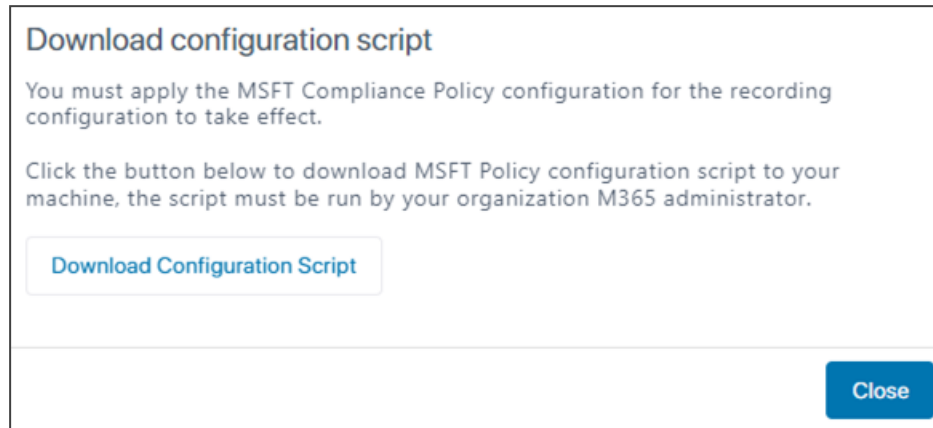 Download configuration script
You must apply the MSFT Compliance Policy configuration for the recording
configuration to take effect.
Click the button below to download MSFT Policy configuration script to your
machine, the script must be run by your organization M365 administrator.
Download Configuration Script
Close